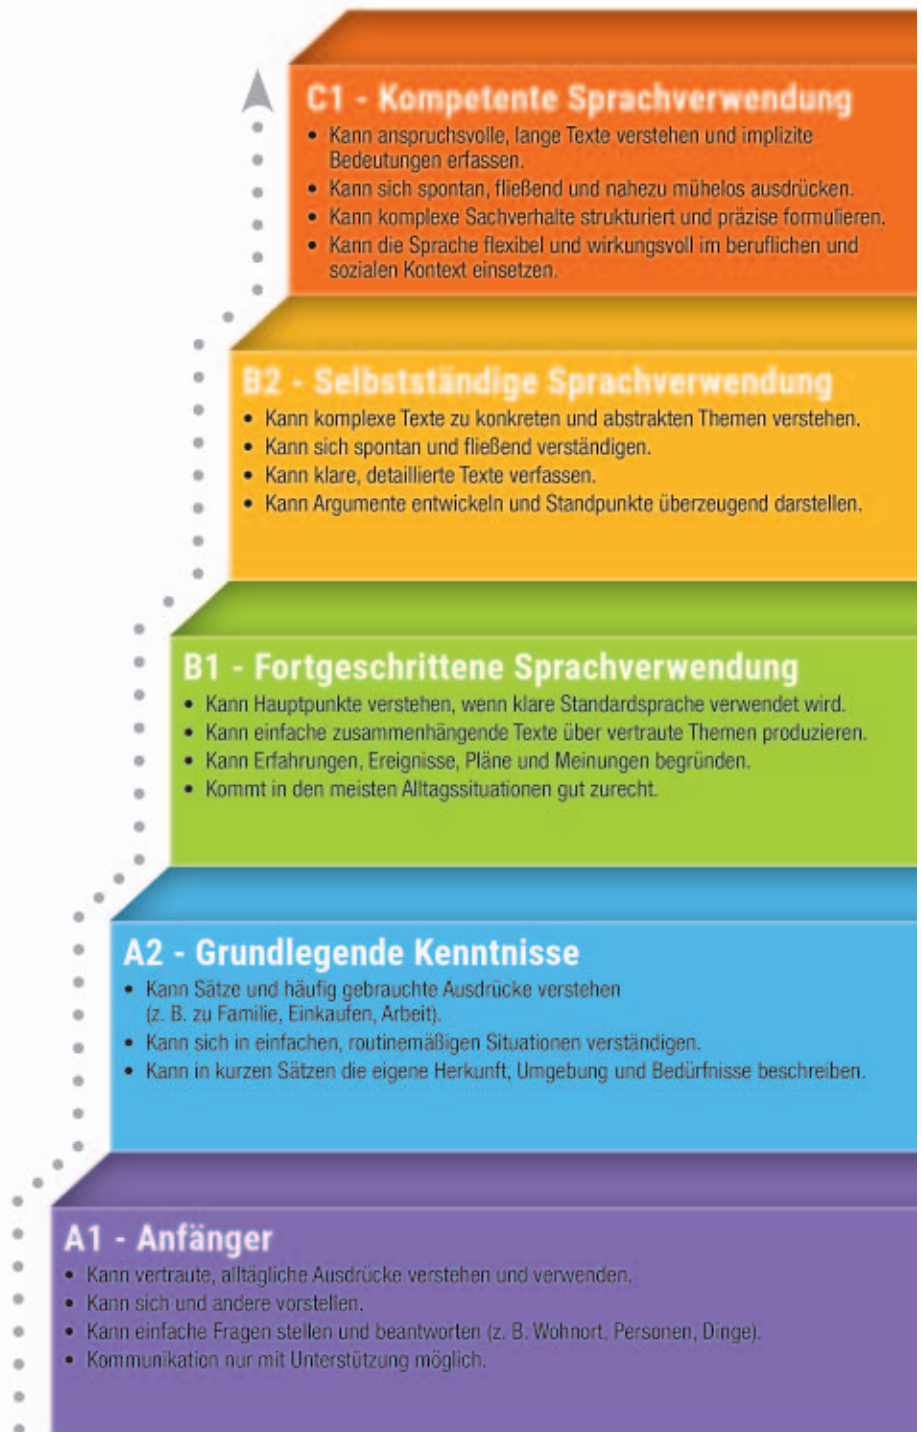 C1 - Kompetente Sprachverwendung
• Kann anspruchsvolle, lange Texte verstehen und implizite
Bedeutungen erfassen.
• Kann sich spontan, fließend und nahezu mühelos ausdrücken.
• Kann komplexe Sachverhalte strukturiert und präzise formulieren.
• Kann die Sprache flexibel und wirkungsvoll im beruflichen und
sozialen Kontext einsetzen.
B2 - Selbstständige Sprachverwendung
• Kann komplexe Texte zu konkreten und abstrakten Themen verstehen.
• Kann sich spontan und fließend verständigen.
• Kann klare, detaillierte Texte verfassen.
• Kann Argumente entwickeln und Standpunkte überzeugend darstellen.
B1 - Fortgeschrittene Sprachverwendung
• Kann Hauptpunkte verstehen, wenn klare Standardsprache verwendet wird.
• Kann einfache zusammenhängende Texte über vertraute Themen produzieren.
• Kann Erfahrungen, Ereignisse, Pläne und Meinungen begründen.
• Kommt in den meisten Alltagssituationen gut zurecht.
A2 - Grundlegende Kenntnisse
• Kann Sätze und häufig gebrauchte Ausdrücke verstehen
(z. B. zu Familie, Einkaufen, Arbeit).
• Kann sich in einfachen, routinemäßigen Situationen verständigen.
• Kann in kurzen Sätzen die eigene Herkunft, Umgebung und Bedürfnisse beschreiben.
A1 - Anfänger
• Kann vertraute, alltägliche Ausdrücke verstehen und verwenden.
• Kann sich und andere vorstellen.
• Kann einfache Fragen stellen und beantworten (z. B. Wohnort, Personen, Dinge).
• Kommunikation nur mit Unterstützung möglich.